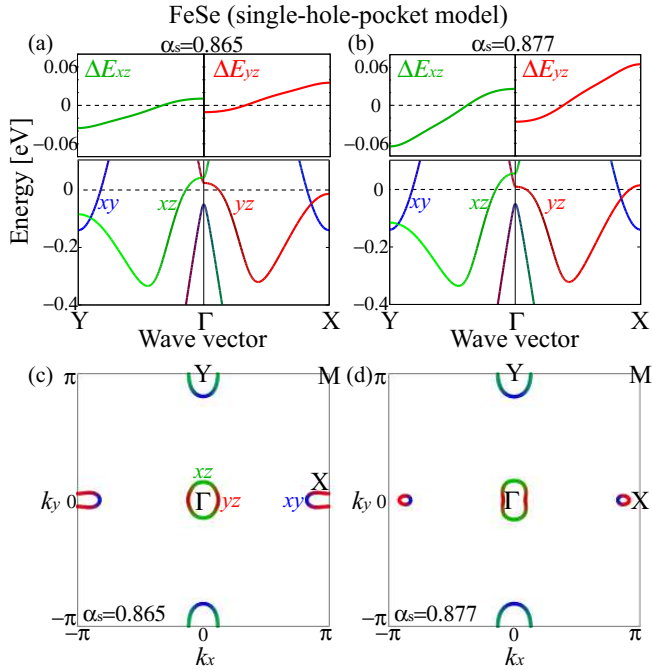 FeSe (single-hole-pocket model)
(a) αs=0.865 (b) αs=0.877
0.06 ΔExz ΔEyz 0.06 ΔExz ΔEyz
0 0
−0.06 −0.06
Energy [eV]
0 xy xz yz 0 xy xz yz
−0.2 −0.2
−0.4 −0.4
Y Γ X Y Γ X
Wave vector Wave vector
(c) π Y M (d) π Y M
xz
ky 0 Γ yz xy X ky 0 Γ X
−π αs=0.865 −π αs=0.877
−π 0 π −π 0 π
kx kx